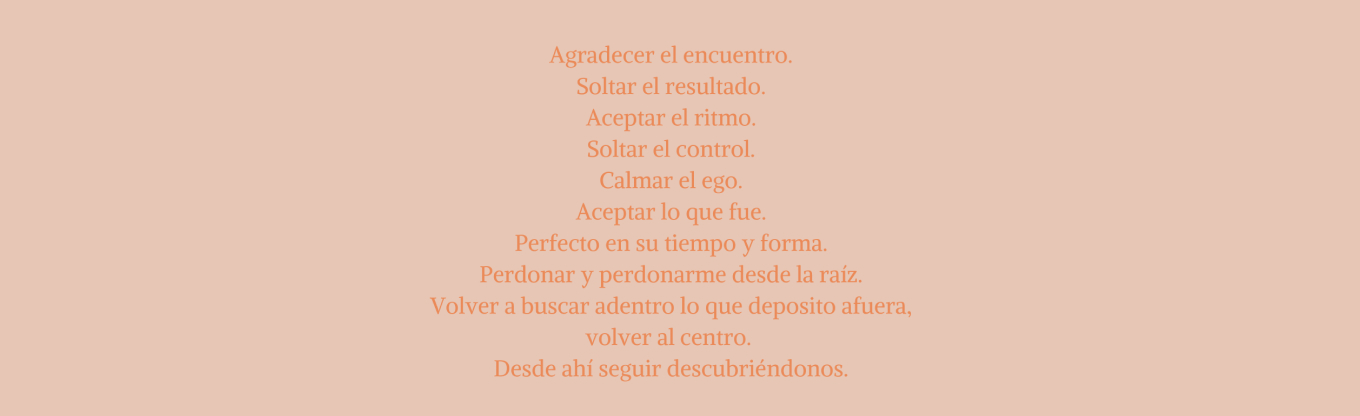 Agradecer el encuentro.
Soltar el resultado.
Aceptar el ritmo.
Soltar el control.
Calmar el ego.
Aceptar lo que fue.
Perfecto en su tiempo y forma.
Perdonar y perdonarme desde la raíz.
Volver a buscar adentro lo que deposito afuera,
volver al centro.
Desde ahí seguir descubriéndonos.